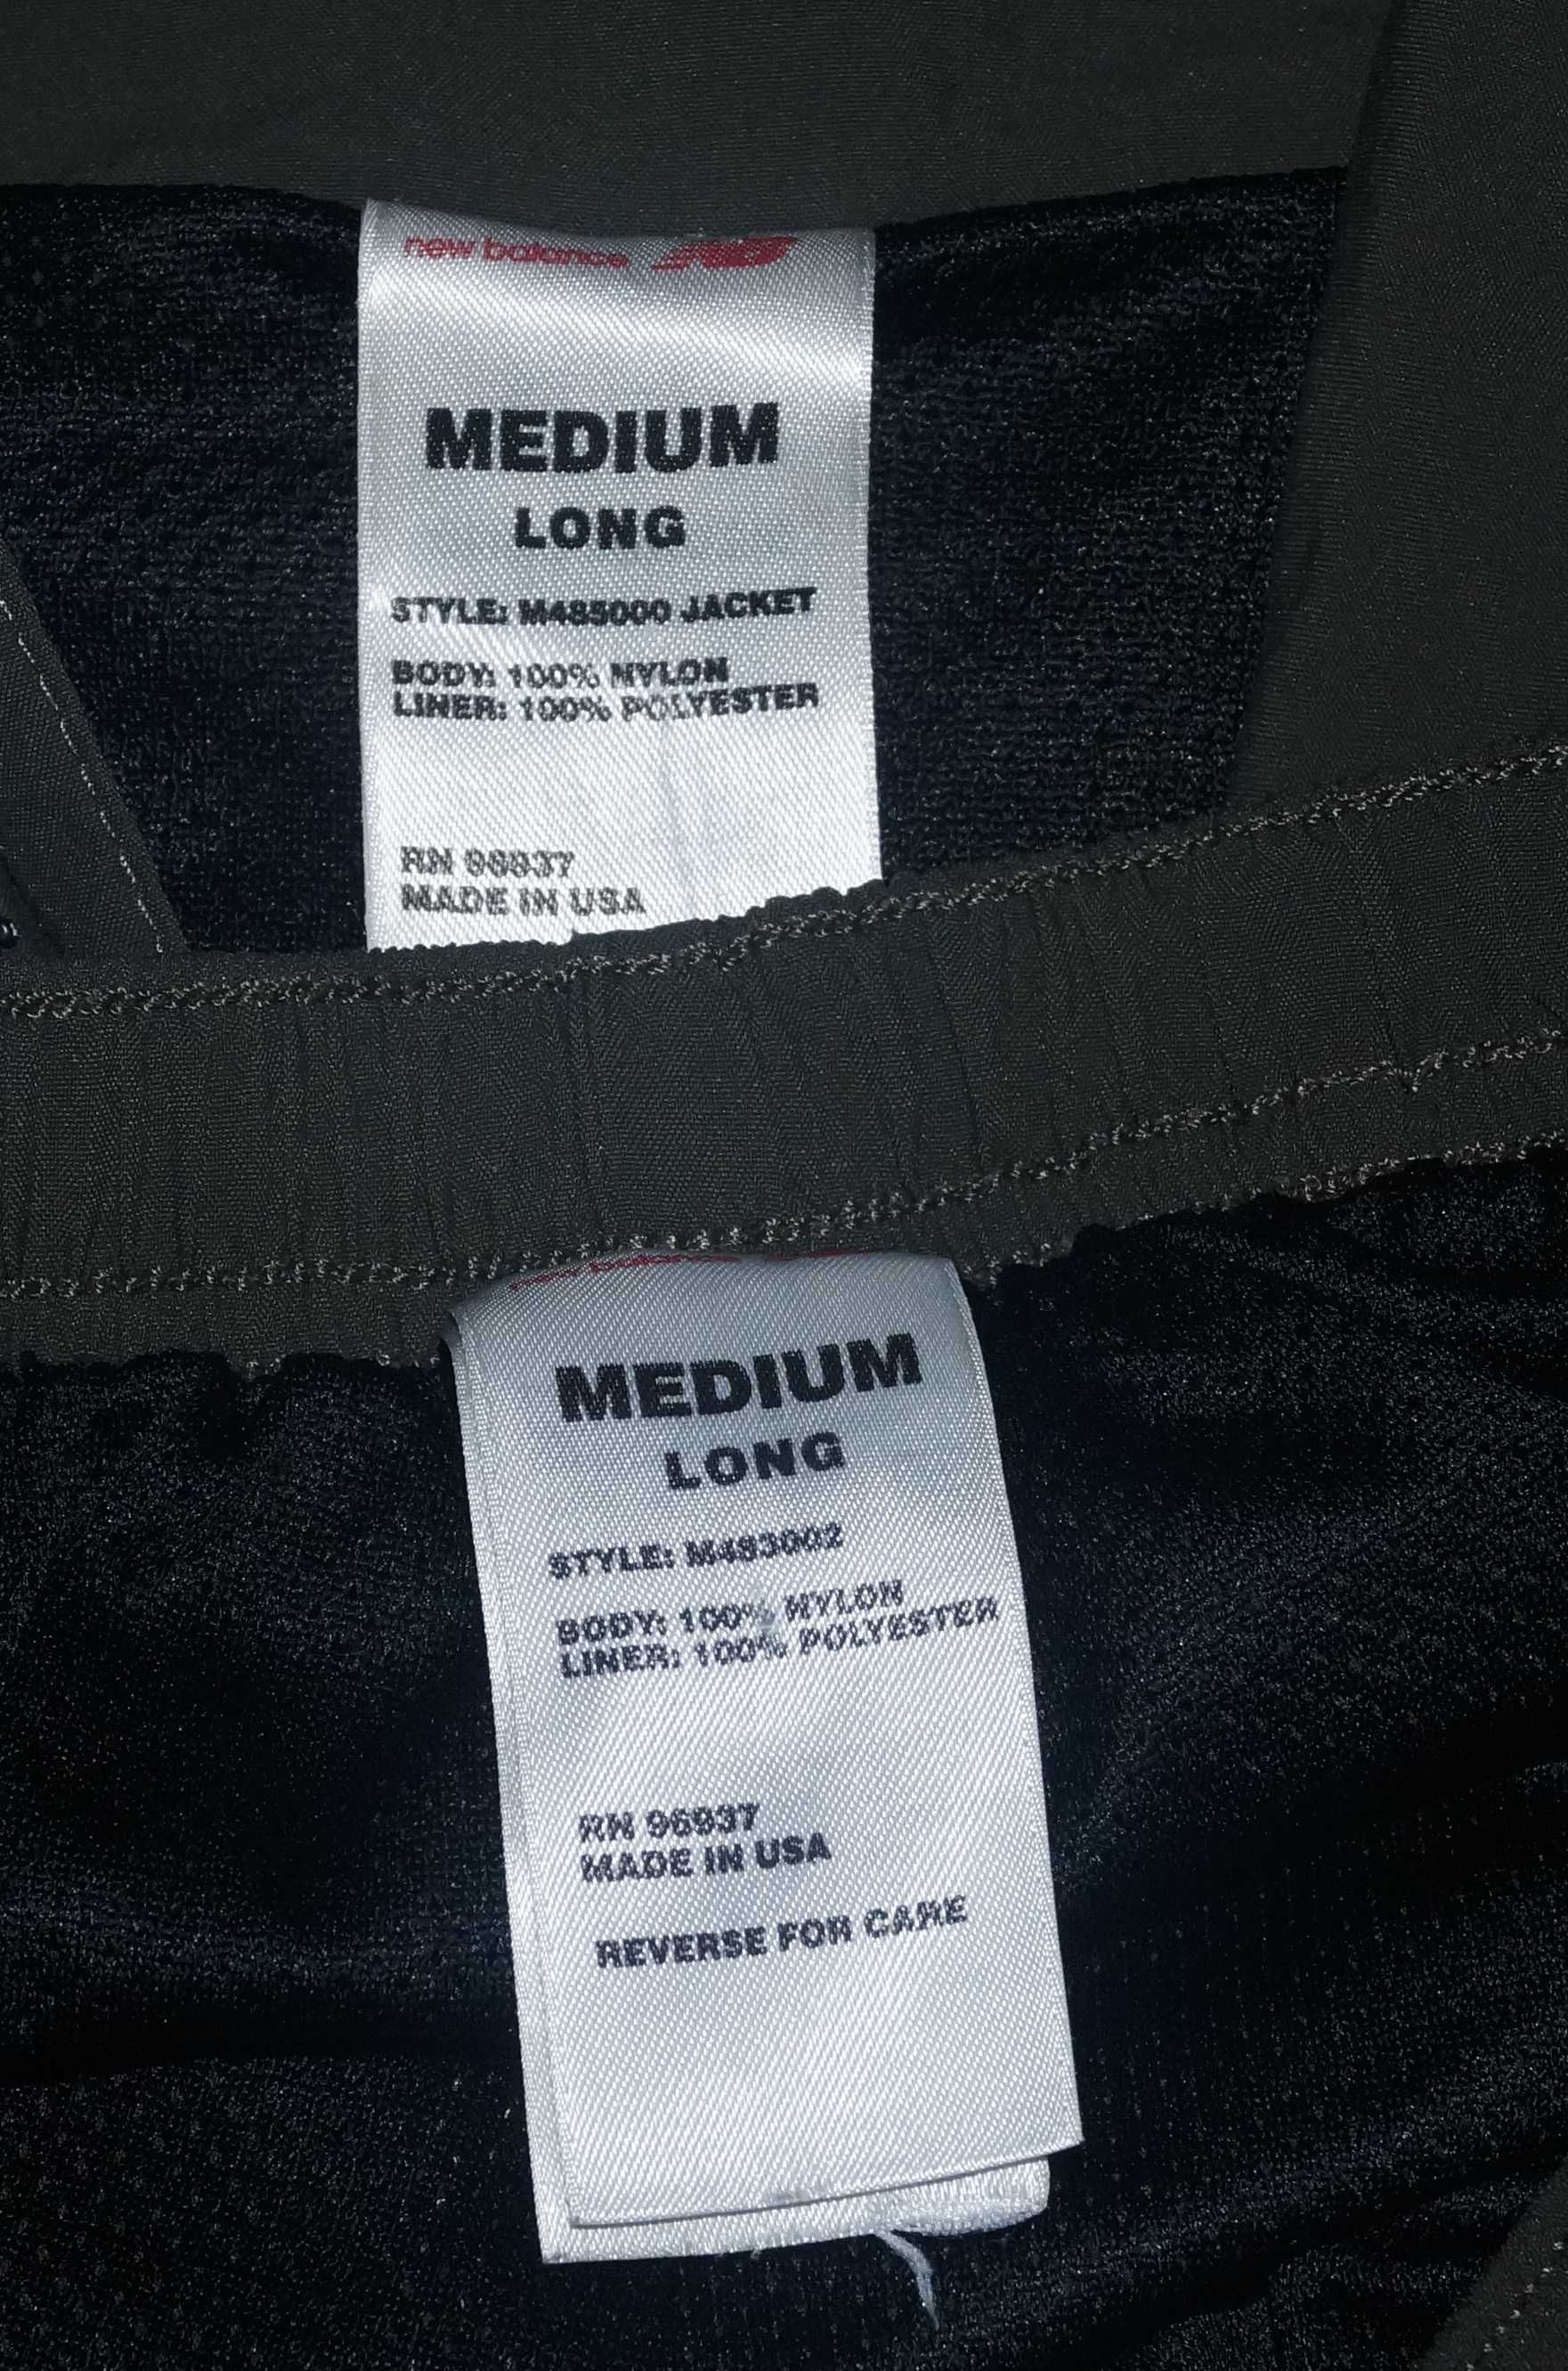 new balance NB
MEDIUM
LONG
STYLE: M485000 JACKET
BODY: 100% NYLON
LINER: 100% POLYESTER
RN 96937
MADE IN USA
MEDIUM
LONG
STYLE: M483002
BODY: 100% NYLON
LINER: 100% POLYESTER
RN 96937
MADE IN USA
REVERSE FOR CARE